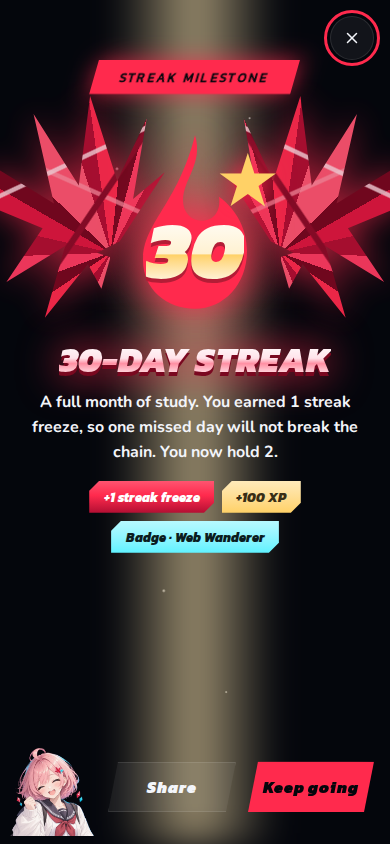 STREAK MILESTONE
30
30-DAY STREAK
A full month of study. You earned 1 streak
freeze, so one missed day will not break the
chain. You now hold 2.
+1 streak freeze
+100 XP
Badge · Web Wanderer
Share
Keep going